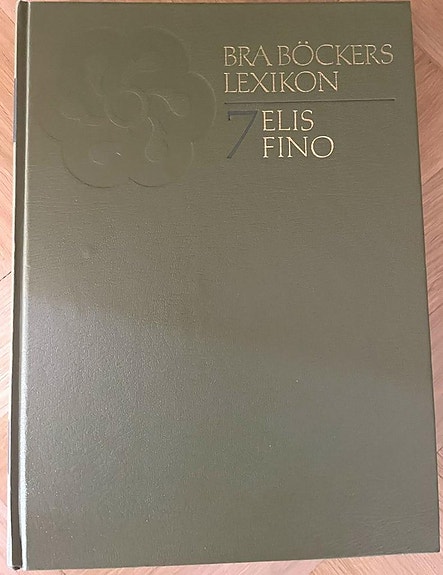 BRA BÖCKERS
LEXIKON
7 ELIS
FINO